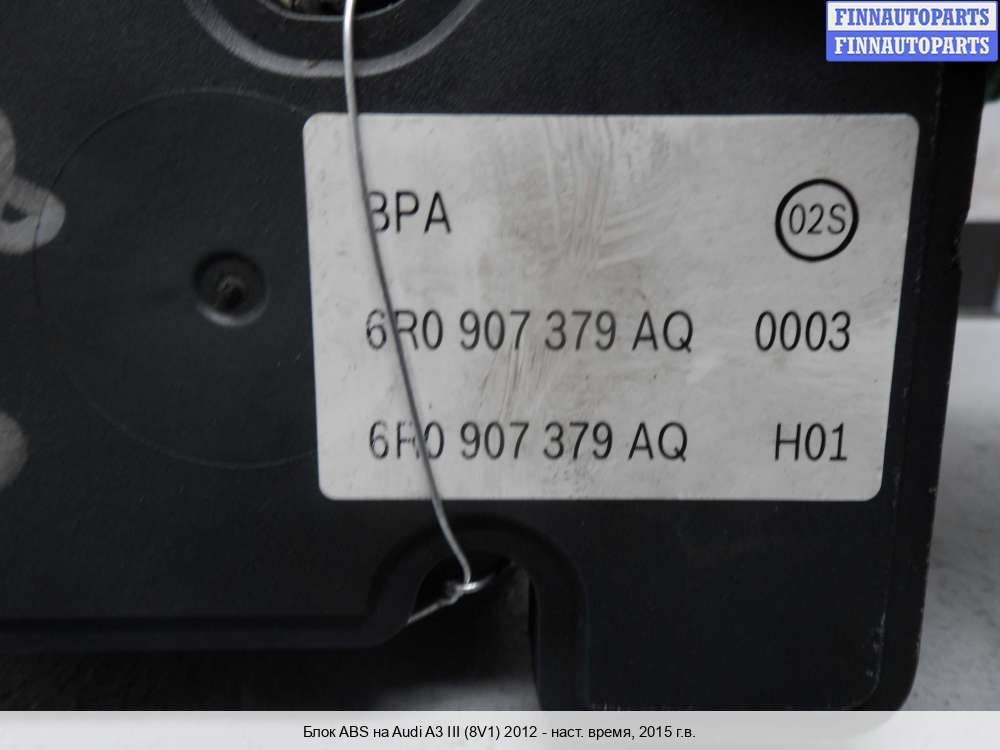 FINNAUTOPARTS
FINNAUTOPARTS
BPA 02S
6R0 907 379 AQ 0003
6R0 907 379 AQ H01
Блок ABS на Audi A3 III (8V1) 2012 - наст. время, 2015 г.в.